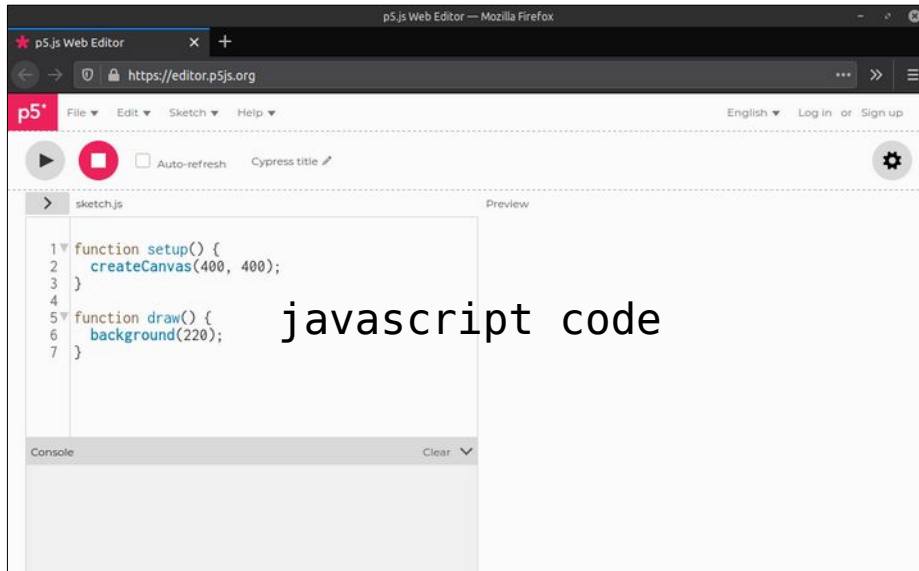 p5.js Web Editor — Mozilla Firefox
p5.js Web Editor
https://editor.p5js.org
p5* File Edit Sketch Help English Log in or Sign up
Auto-refresh Cypress title
sketch.js Preview
1 function setup() {
2   createCanvas(400, 400);
3 }
4
5 function draw() {
6   background(220);
7 }
javascript code
Console Clear